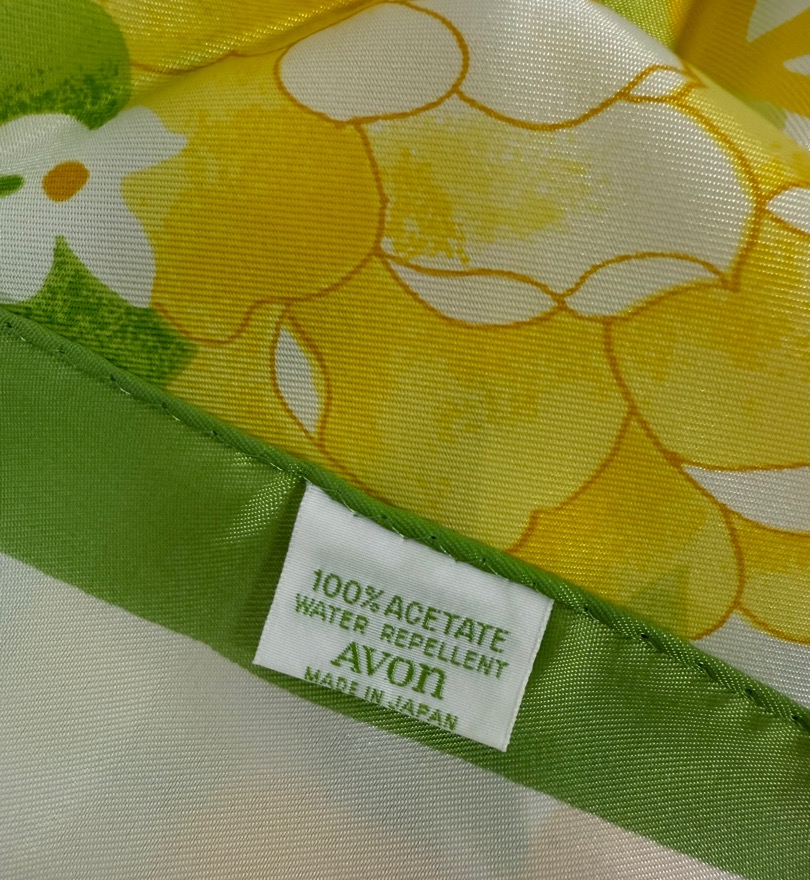 100% ACETATE
WATER REPELLENT
AVON
MADE IN JAPAN